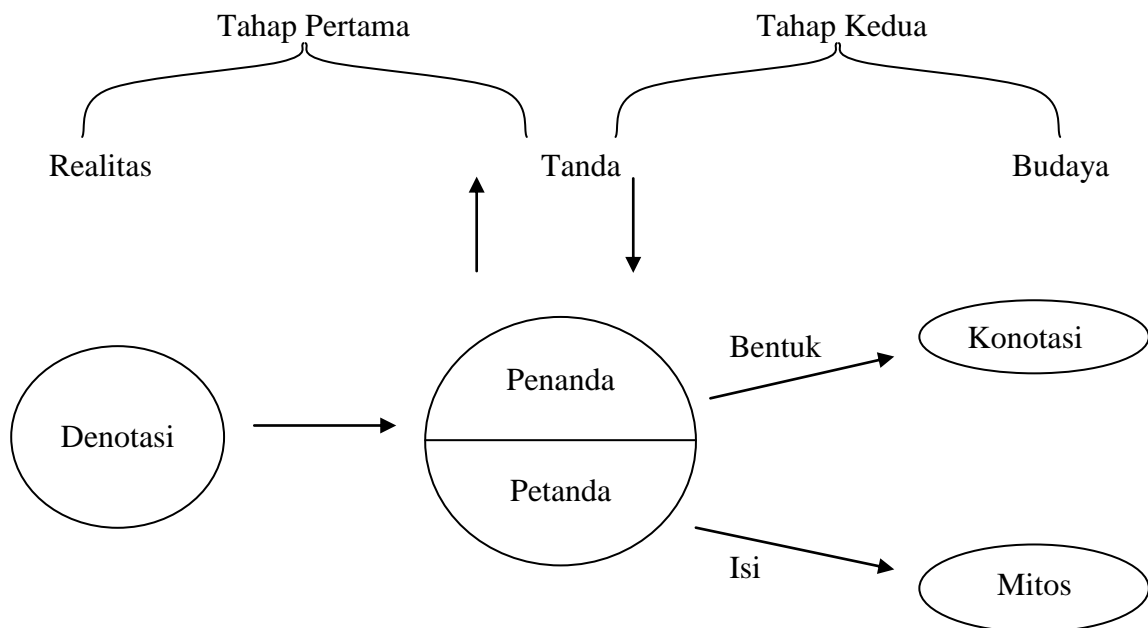 Tahap Pertama
Tahap Kedua
Realitas
Tanda
Budaya
Bentuk
Konotasi
Penanda
Denotasi
Petanda
Isi
Mitos